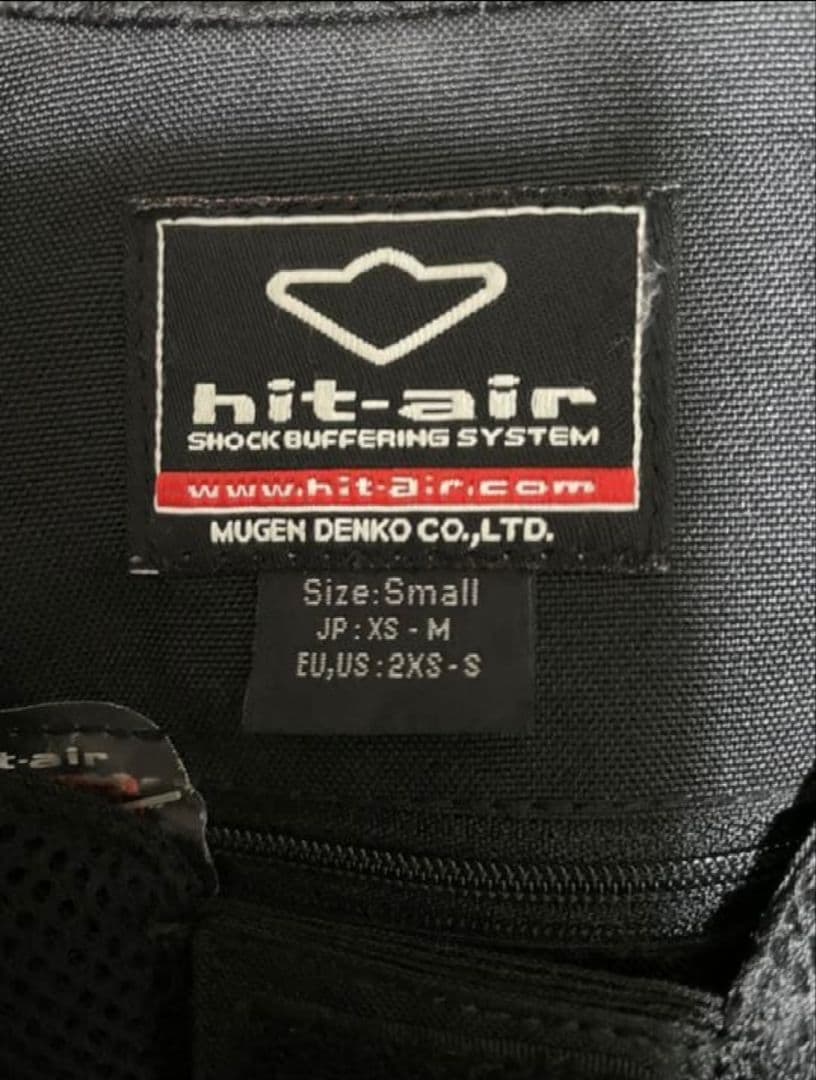 hit-air
SHOCK BUFFERING SYSTEM
www.hit-air.com
MUGEN DENKO CO.,LTD.
Size:Small
JP:XS-M
EU,US:2XS-S
t-air